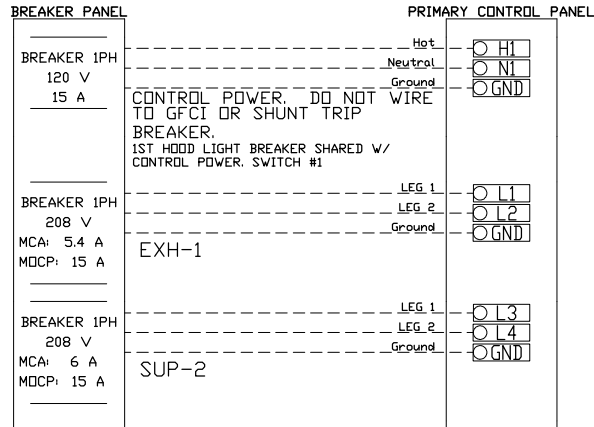 BREAKER PANEL
PRIMARY CONTROL PANEL
BREAKER 1PH
120 V
15 A
Hot
H1
Neutral
N1
Ground
GND
CONTROL POWER. DO NOT WIRE
TO GFCI OR SHUNT TRIP
BREAKER.
1ST HOOD LIGHT BREAKER SHARED W/
CONTROL POWER. SWITCH #1
BREAKER 1PH
208 V
MCA: 5.4 A
MOCP: 15 A
LEG 1
L1
LEG 2
L2
Ground
GND
EXH-1
BREAKER 1PH
208 V
MCA: 6 A
MOCP: 15 A
LEG 1
L3
LEG 2
L4
Ground
GND
SUP-2